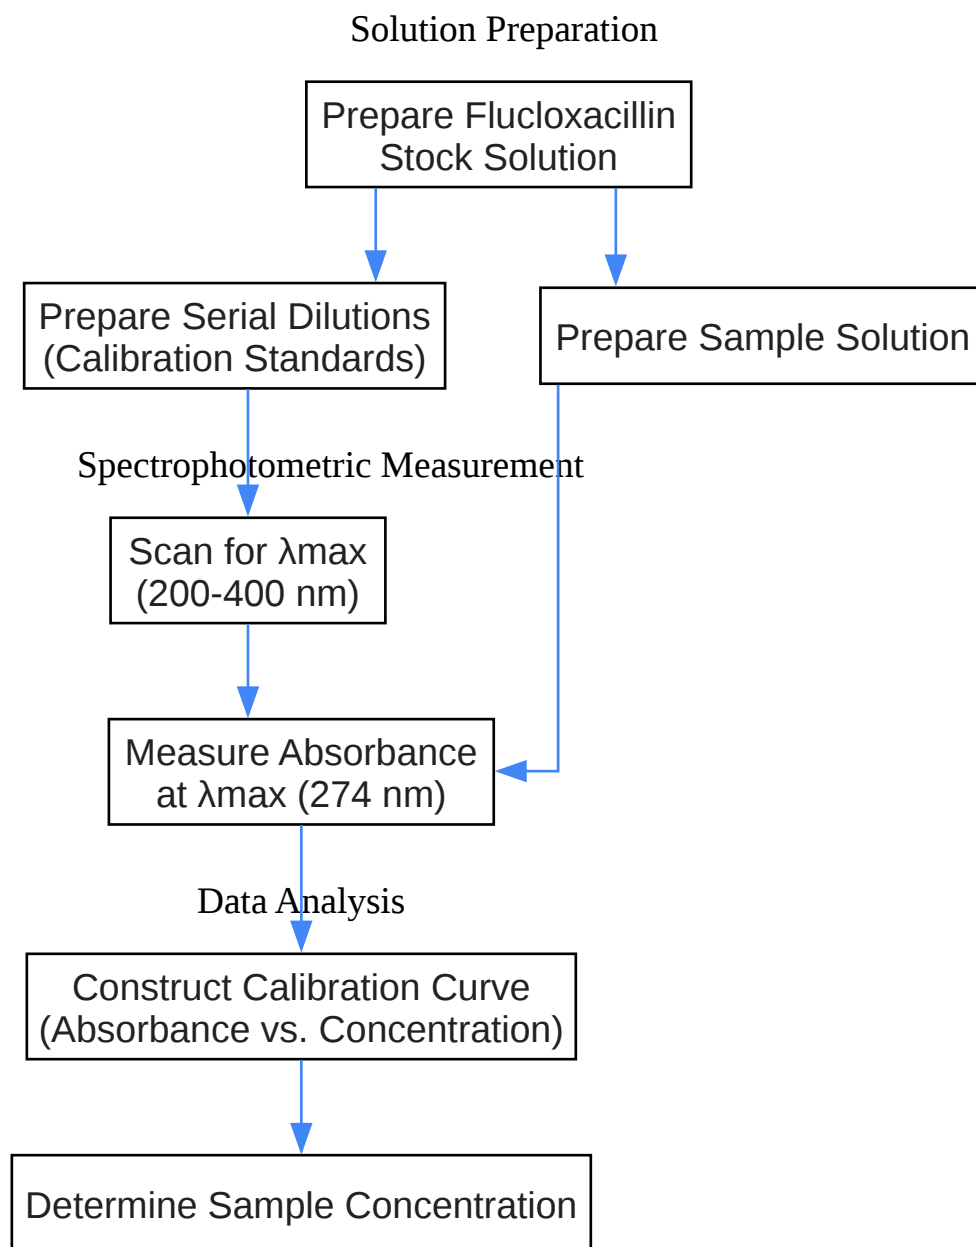 Solution Preparation
Prepare Flucloxacillin
Stock Solution
Prepare Serial Dilutions
(Calibration Standards)
Prepare Sample Solution
Spectrophotometric Measurement
Scan for λmax
(200-400 nm)
Measure Absorbance
at λmax (274 nm)
Data Analysis
Construct Calibration Curve
(Absorbance vs. Concentration)
Determine Sample Concentration